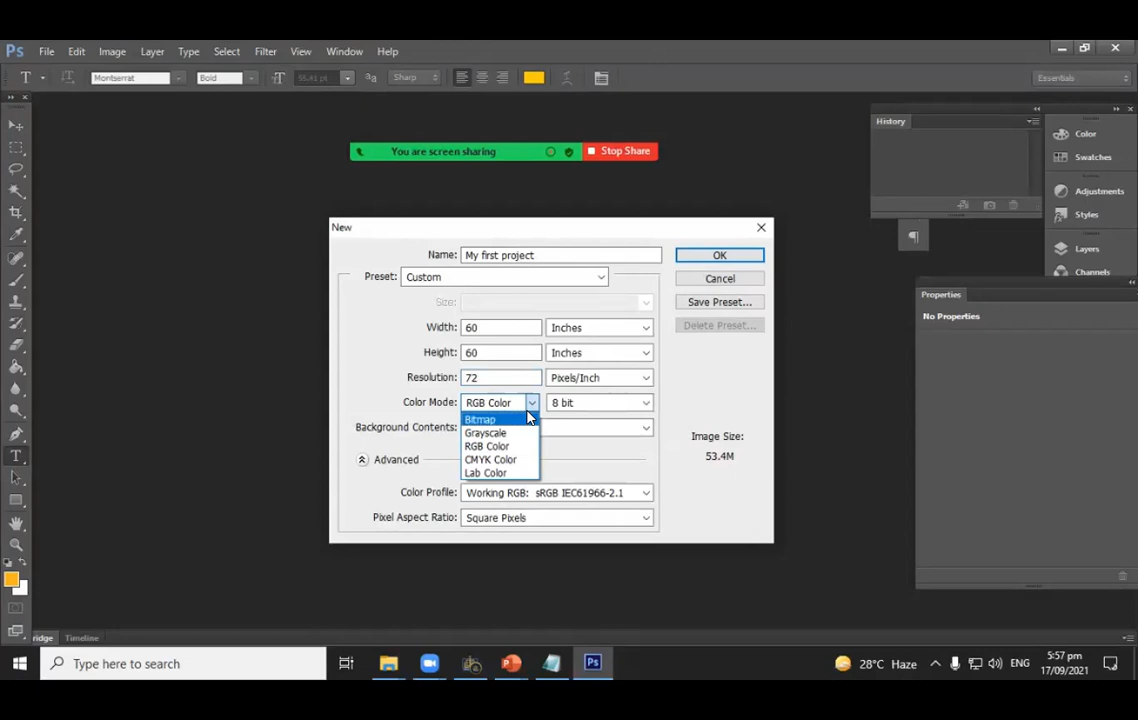 Ps File Edit Image Layer Type Select Filter View Window Help
T Montserrat Bold 55.41 pt Sharp Essentials
You are screen sharing Stop Share
History
Color
Swatches
Adjustments
Styles
Layers
Channels
Properties
No Properties
New
Name: My first project OK
Preset: Custom Cancel
Size: Save Preset...
Width: 60 Inches Delete Preset...
Height: 60 Inches
Resolution: 72 Pixels/Inch
Color Mode: RGB Color 8 bit
Bitmap
Grayscale
RGB Color
CMYK Color
Lab Color
Background Contents:
Image Size:
53.4M
Advanced
Color Profile: Working RGB: sRGB IEC61966-2.1
Pixel Aspect Ratio: Square Pixels
ridge Timeline
Type here to search Ps 28°C Haze ENG 5:57 pm
17/09/2021